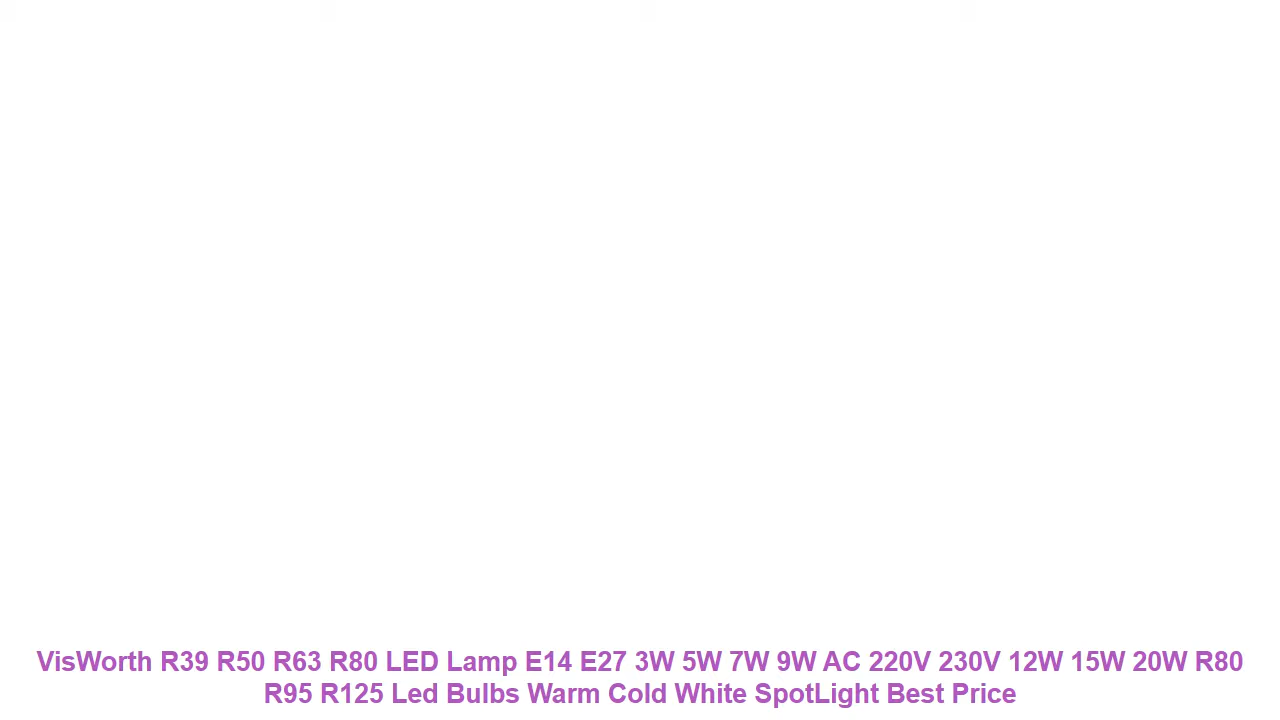 VisWorth R39 R50 R63 R80 LED Lamp E14 E27 3W 5W 7W 9W AC 220V 230V 12W 15W 20W R80
R95 R125 Led Bulbs Warm Cold White SpotLight Best Price